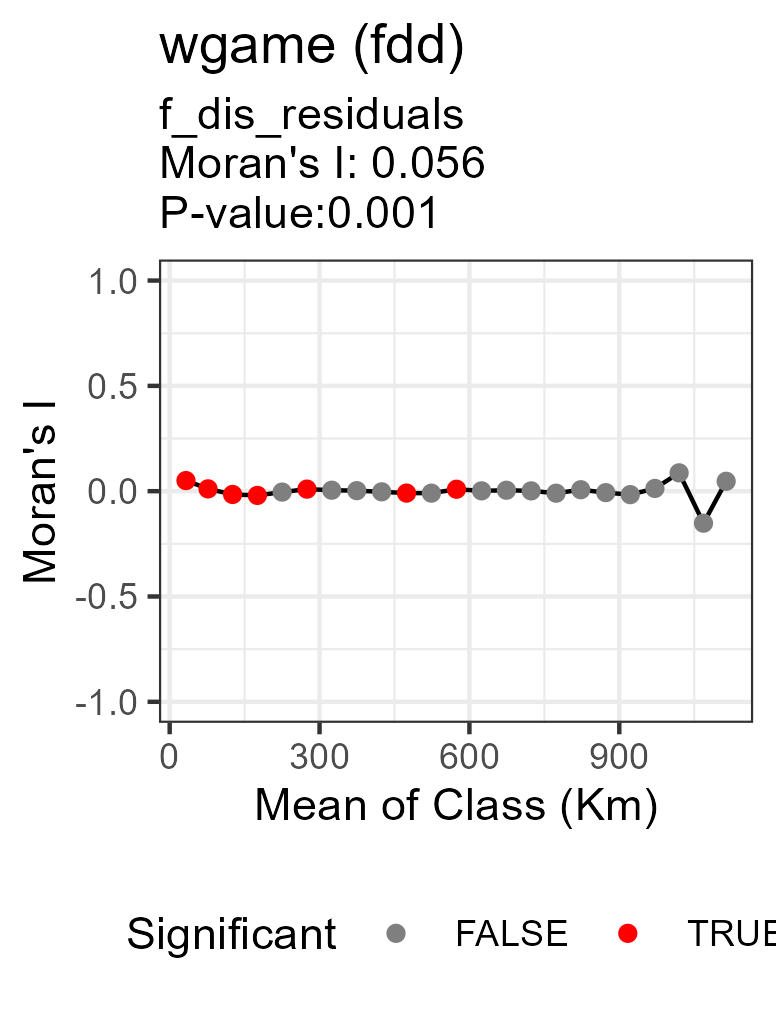 wgame (fdd)
f_dis_residuals
Moran's I: 0.056
P-value:0.001
1.0
0.5
0.0
-0.5
-1.0
Moran's I
0
300
600
900
Mean of Class (Km)
Significant
FALSE
TRUE